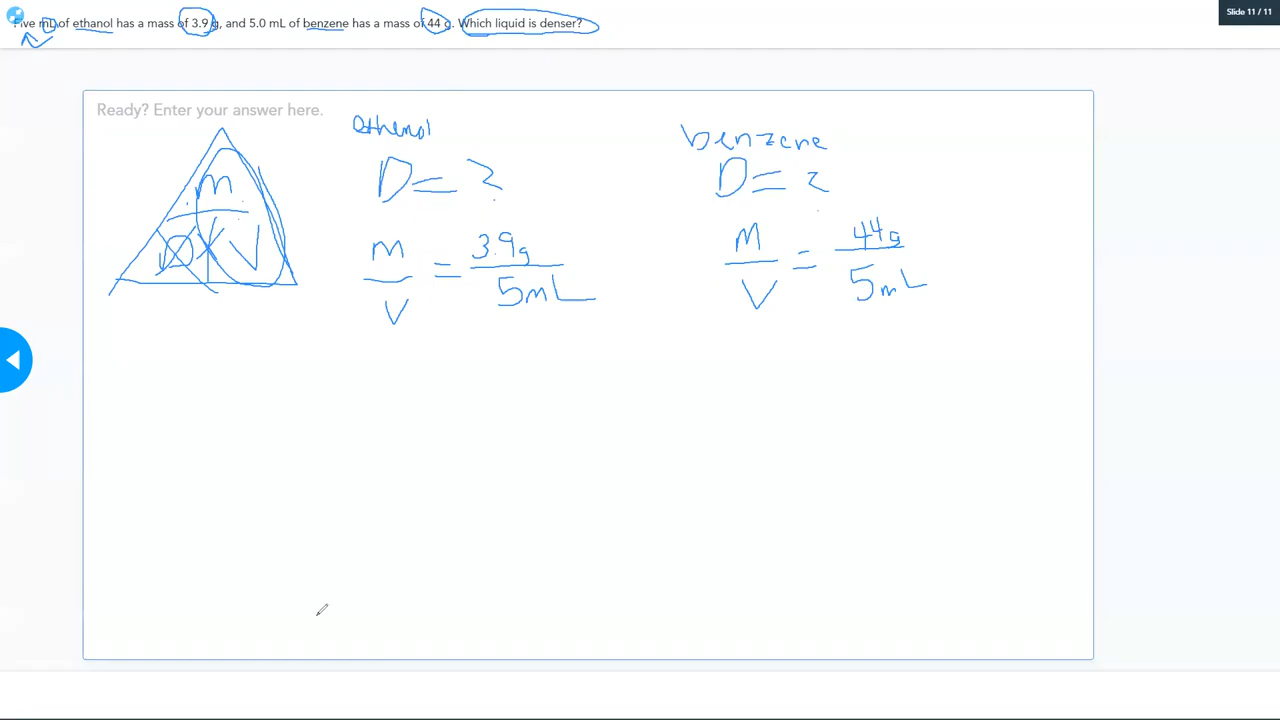 Five mL of ethanol has a mass of 3.9 g, and 5.0 mL of benzene has a mass of 44 g. Which liquid is denser?
Slide 11 / 11
Ready? Enter your answer here.
m
D X V
ethenol
D = ?
m
V
= 3.9g
5mL
benzene
D = ?
M
V
= 44g
5mL